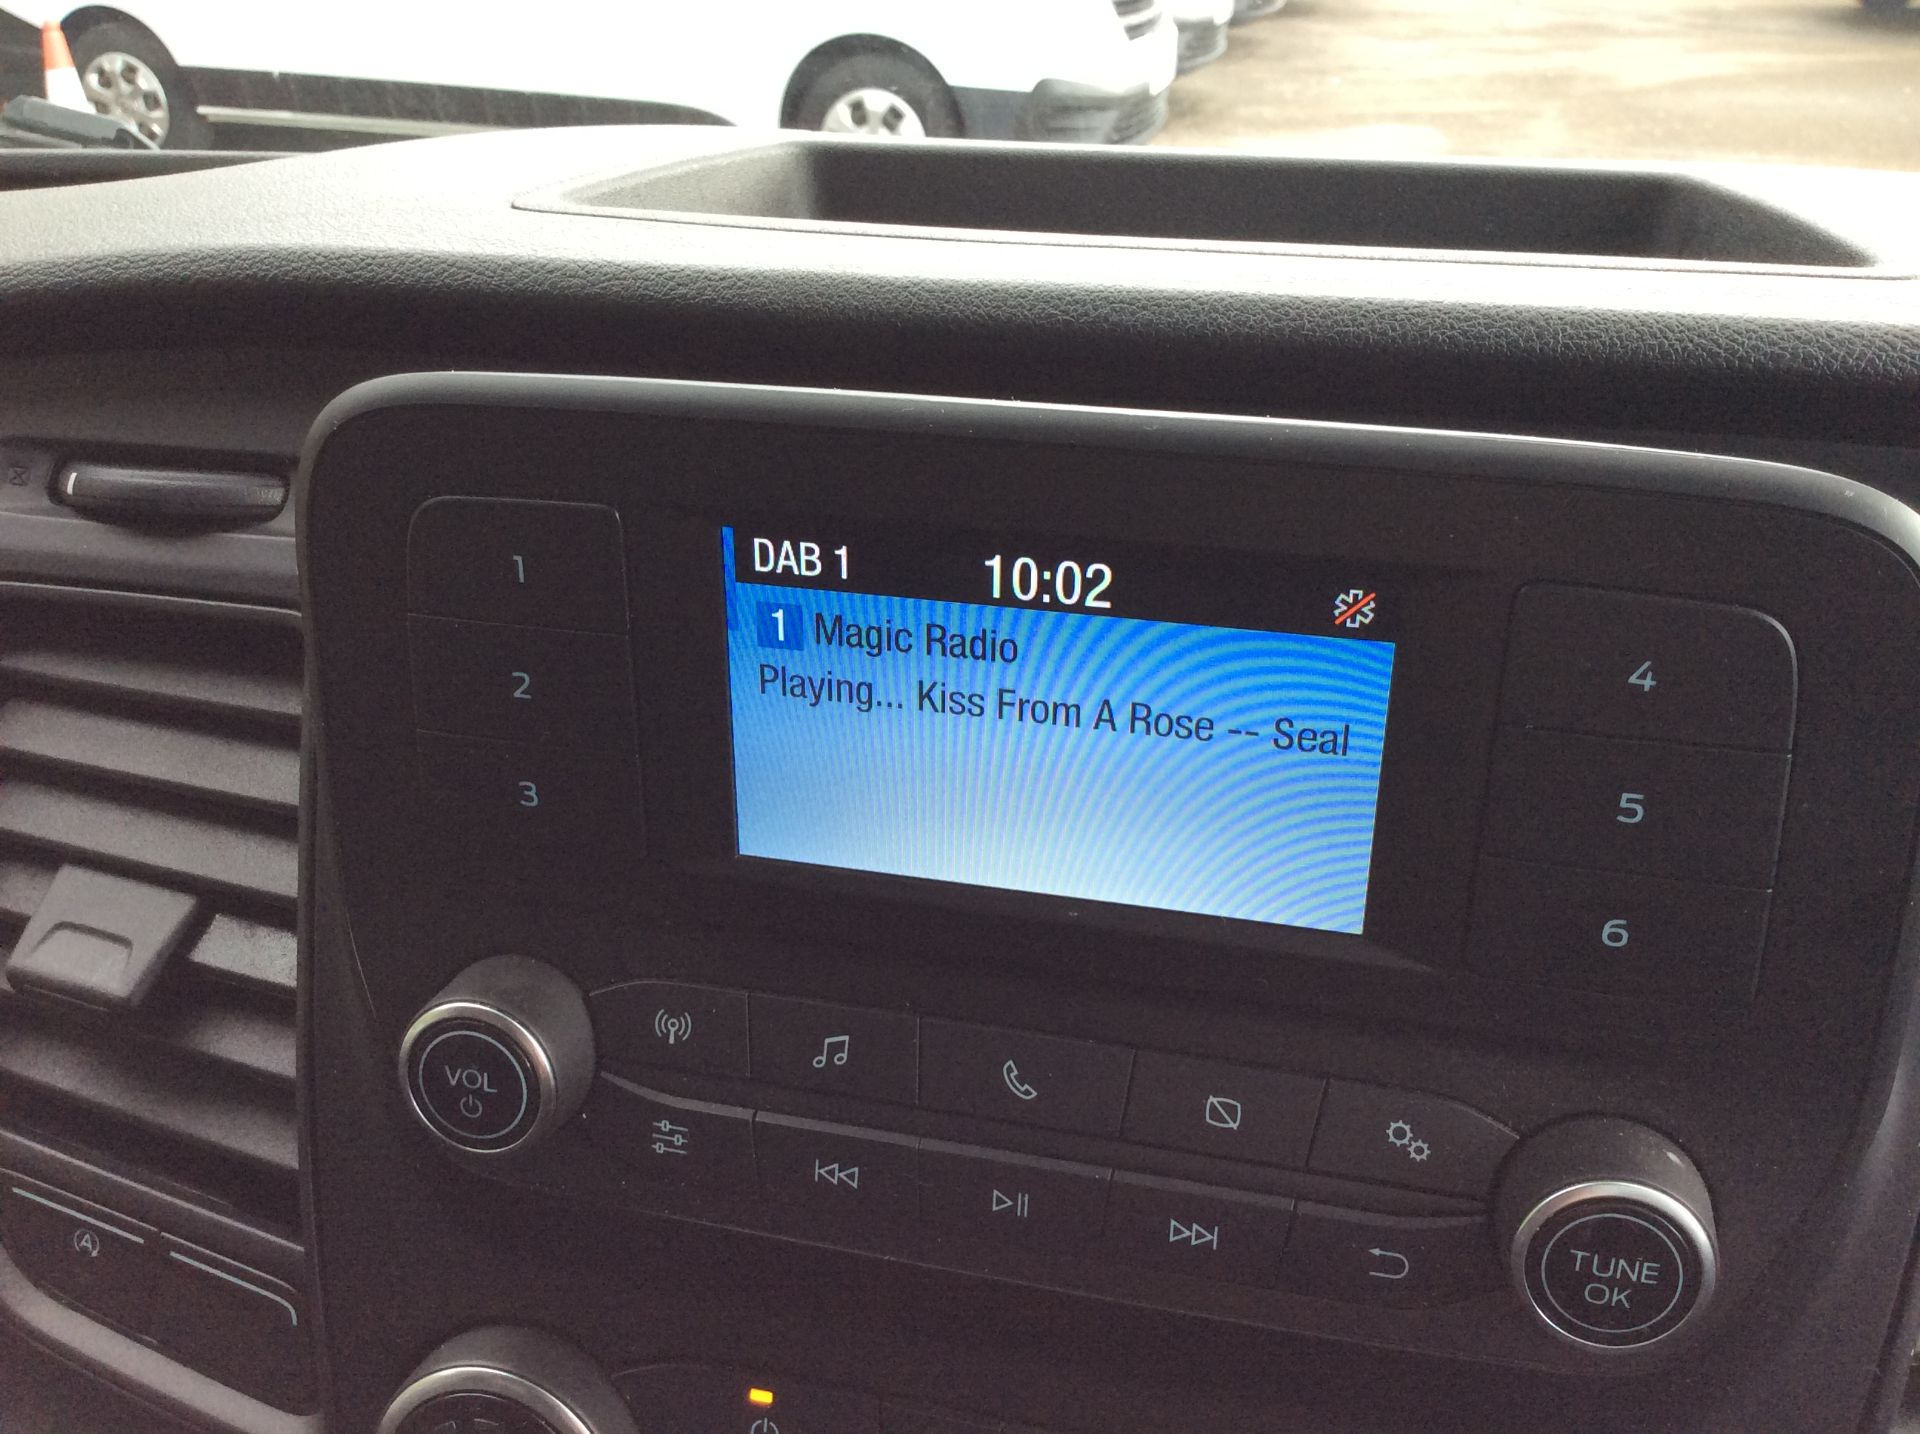 DAB 1 10:02
1 Magic Radio
Playing... Kiss From A Rose -- Seal
1
2
3
4
5
6
VOL
TUNE
OK
A